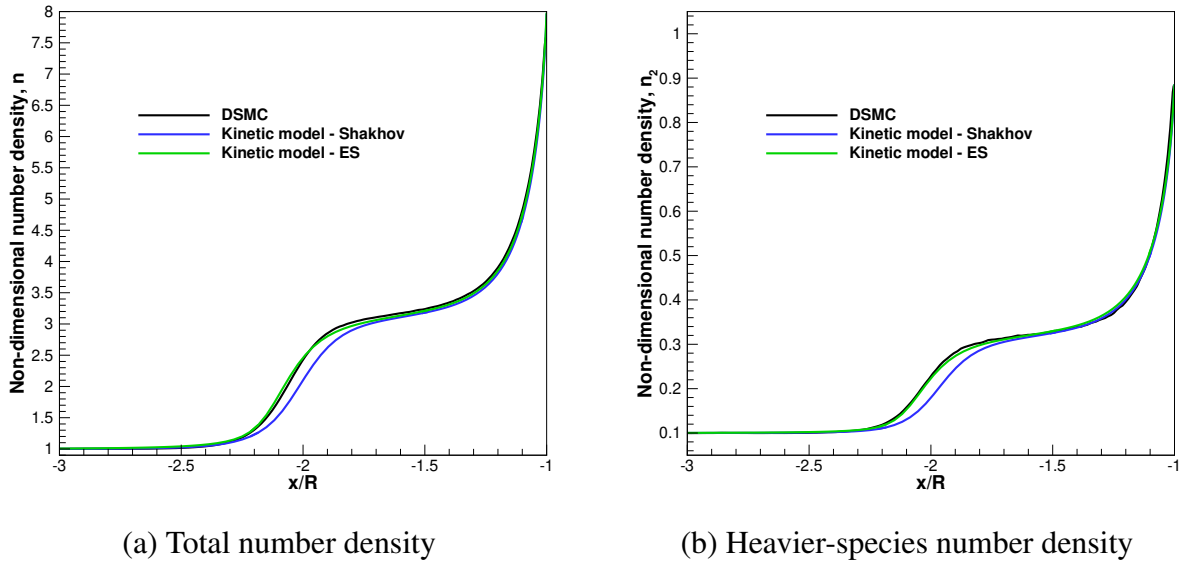 8
7.5
7
6.5
6
5.5
5
4.5
4
3.5
3
2.5
2
1.5
1
Non-dimensional number density, n
DSMC
Kinetic model - Shakhov
Kinetic model - ES
-3
-2.5
-2
-1.5
-1
x/R
(a) Total number density
1
0.9
0.8
0.7
0.6
0.5
0.4
0.3
0.2
0.1
Non-dimensional number density, n2
DSMC
Kinetic model - Shakhov
Kinetic model - ES
-3
-2.5
-2
-1.5
-1
x/R
(b) Heavier-species number density